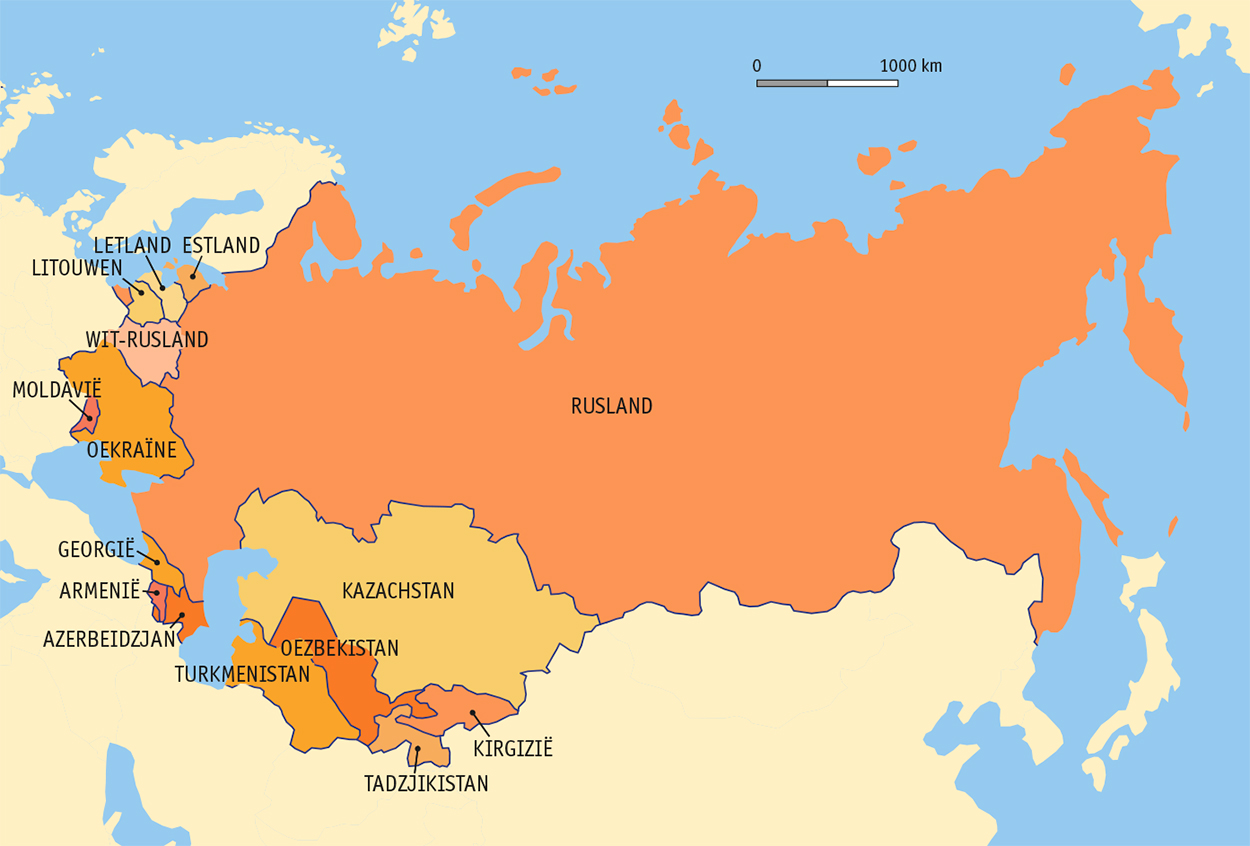 0 1000 km
LETLAND ESTLAND
LITOUWEN
WIT-RUSLAND
MOLDAVIË
RUSLAND
OEKRAÏNE
GEORGIË
ARMENIË
KAZACHSTAN
AZERBEIDZJAN
OEZBEKISTAN
TURKMENISTAN
KIRGIZIË
TADZJIKISTAN